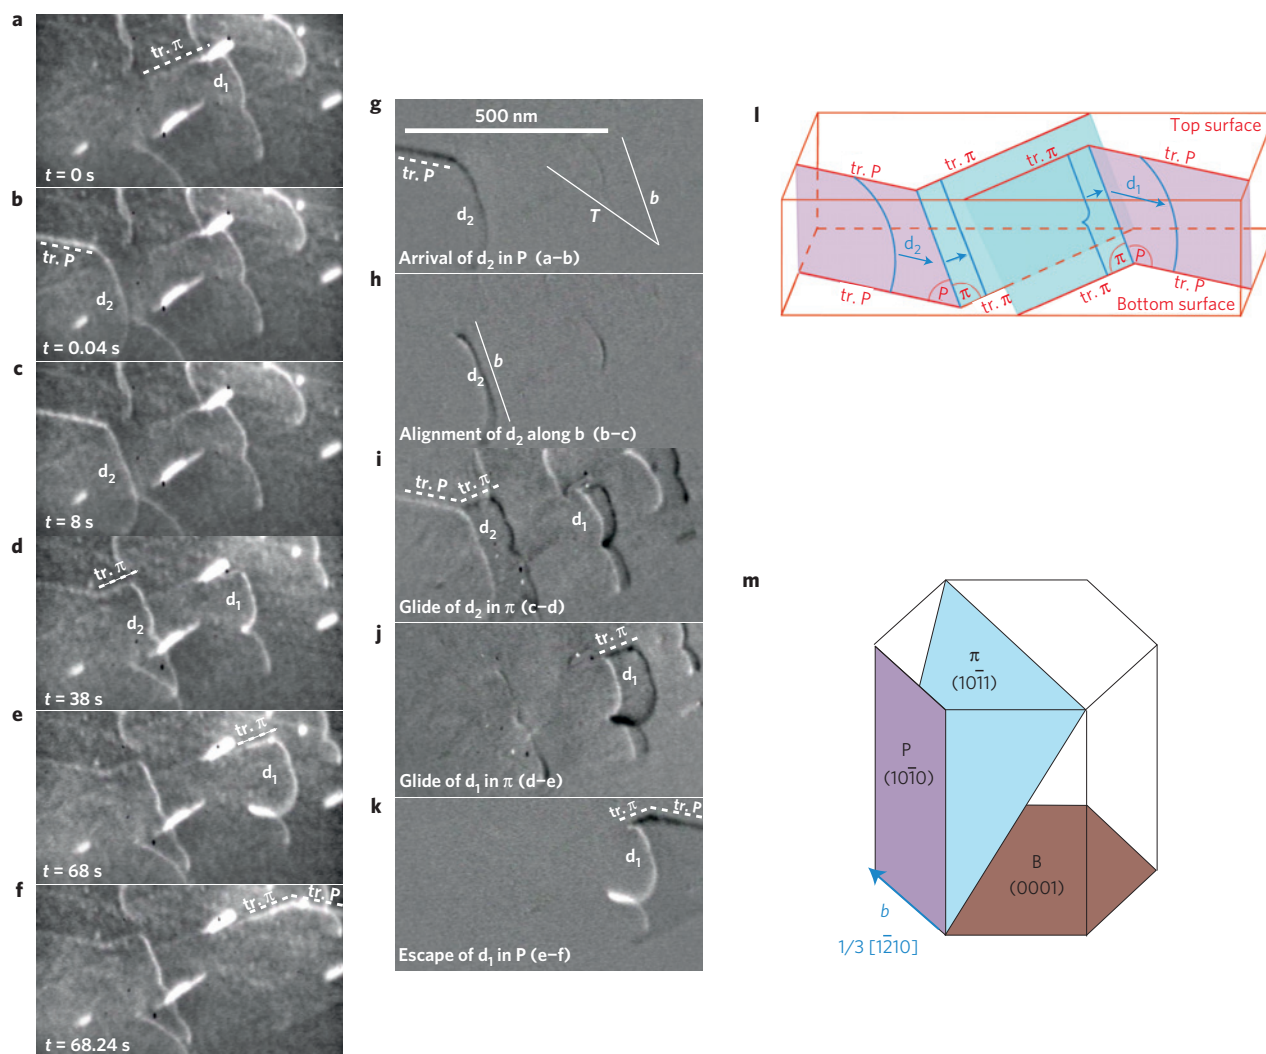 a
tr. π
d1
t = 0 s
b
tr. P
d2
t = 0.04 s
c
d2
t = 8 s
d
tr. π
d1
d2
t = 38 s
e
tr. π
d1
t = 68 s
f
tr. π
tr. P
t = 68.24 s
g
500 nm
tr. P
b
T
d2
Arrival of d2 in P (a–b)
h
b
d2
Alignment of d2 along b (b–c)
i
tr. P
tr. π
d1
d2
Glide of d2 in π (c–d)
j
tr. π
d1
Glide of d1 in π (d–e)
k
tr. π
tr. P
d1
Escape of d1 in P (e–f)
l
Top surface
tr. π
tr. π
tr. P
tr. P
d1
d2
π P
P π
tr. P
tr. π
tr. π
tr. P
Bottom surface
m
π
(101̄1)
P
(101̄0)
B
(0001)
b
1/3 [12̄10]